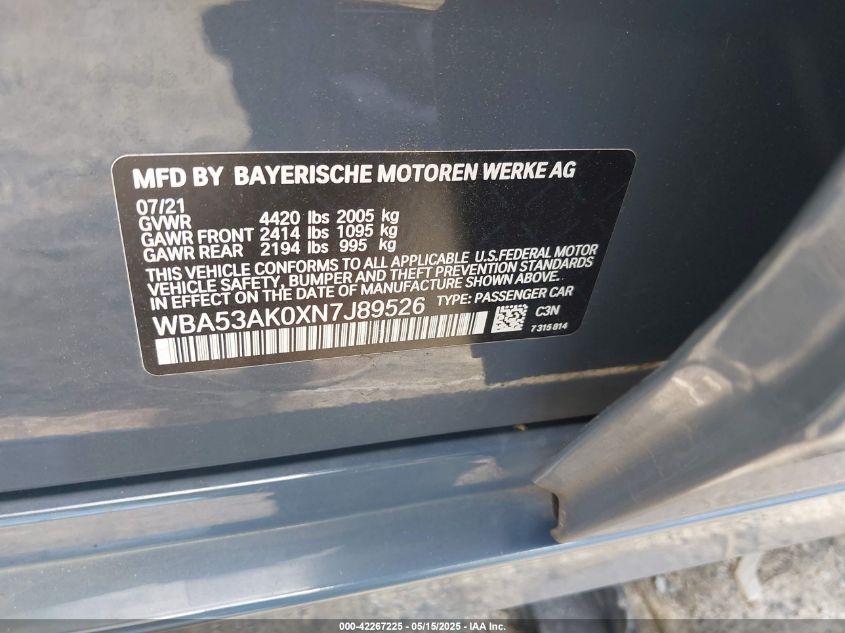 MFD BY BAYERISCHE MOTOREN WERKE AG
07/21
GVWR 4420 lbs 2005 kg
GAWR FRONT 2414 lbs 1095 kg
GAWR REAR 2194 lbs 995 kg
THIS VEHICLE CONFORMS TO ALL APPLICABLE U.S.FEDERAL MOTOR
VEHICLE SAFETY, BUMPER AND THEFT PREVENTION STANDARDS
IN EFFECT ON THE DATE OF MANUFACTURE SHOWN ABOVE.
WBA53AK0XN7J89526 TYPE: PASSENGER CAR
C3N
7 315 814
000-42267225 - 05/15/2025 - IAA Inc.